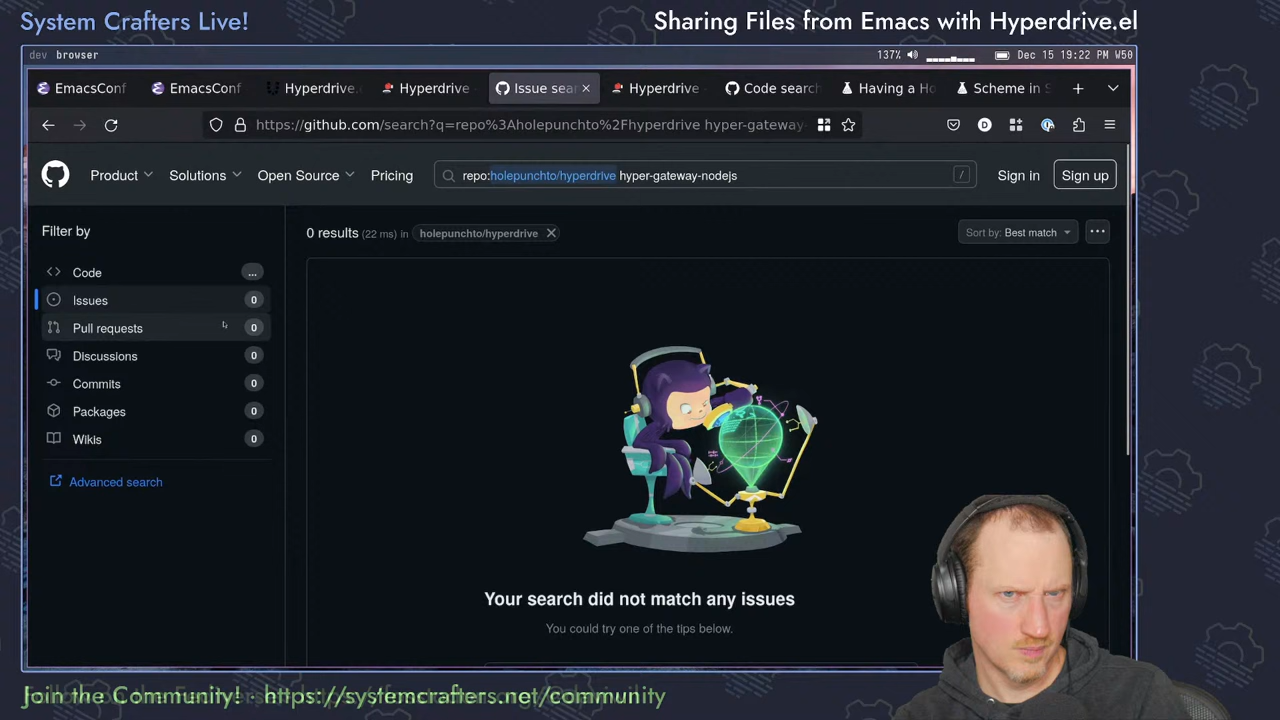 System Crafters Live!
Sharing Files from Emacs with Hyperdrive.el
dev browser
137% Dec 15 19:22 PM W50
EmacsConf
EmacsConf
Hyperdrive.
Hyperdrive
Issue sear
Hyperdrive
Code search
Having a Ho
Scheme in S
https://github.com/search?q=repo%3Aholepunchto%2Fhyperdrive hyper-gateway-
Product
Solutions
Open Source
Pricing
repo:holepunchto/hyperdrive hyper-gateway-nodejs
/
Sign in
Sign up
Filter by
0 results (22 ms) in holepunchto/hyperdrive
Sort by: Best match
Code ...
Issues 0
Pull requests 0
Discussions 0
Commits 0
Packages 0
Wikis 0
Advanced search
Your search did not match any issues
You could try one of the tips below.
Join the Community! - https://systemcrafters.net/community